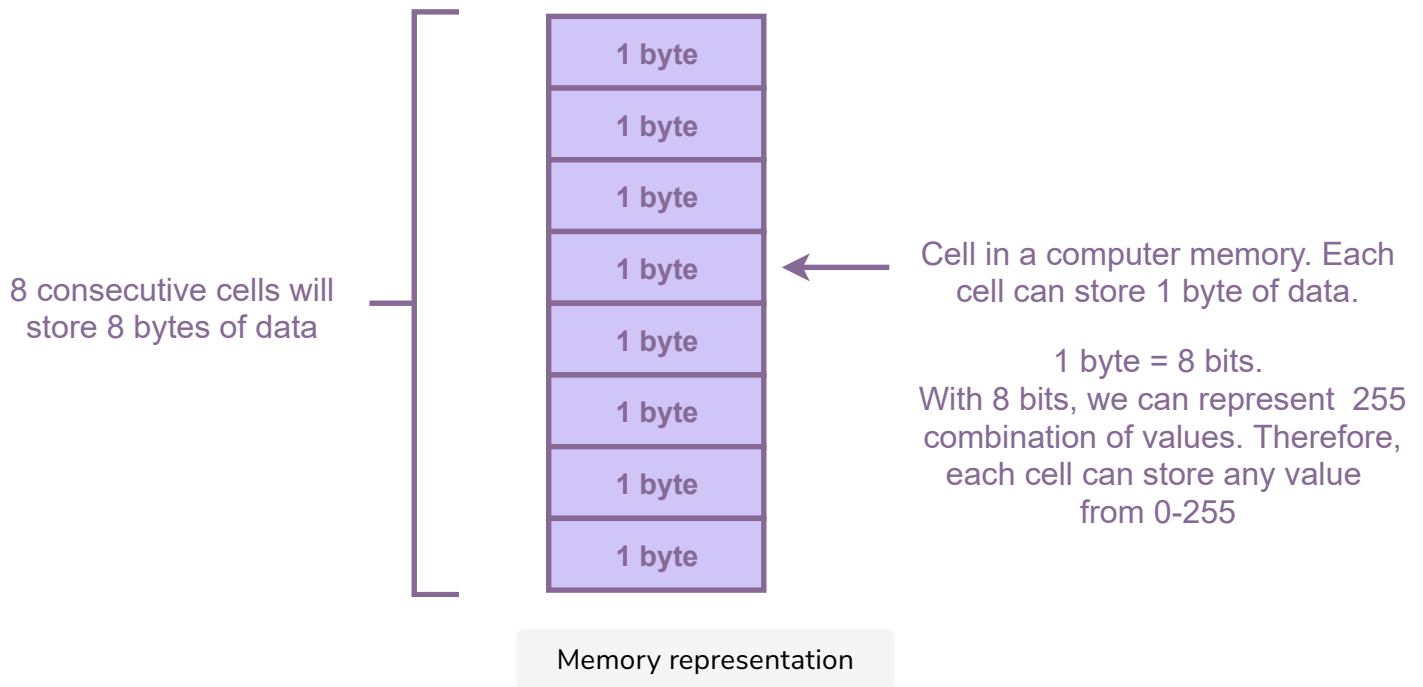 8 consecutive cells will
store 8 bytes of data
1 byte
1 byte
1 byte
1 byte
1 byte
1 byte
1 byte
1 byte
Cell in a computer memory. Each
cell can store 1 byte of data.
1 byte = 8 bits.
With 8 bits, we can represent 255
combination of values. Therefore,
each cell can store any value
from 0-255
Memory representation